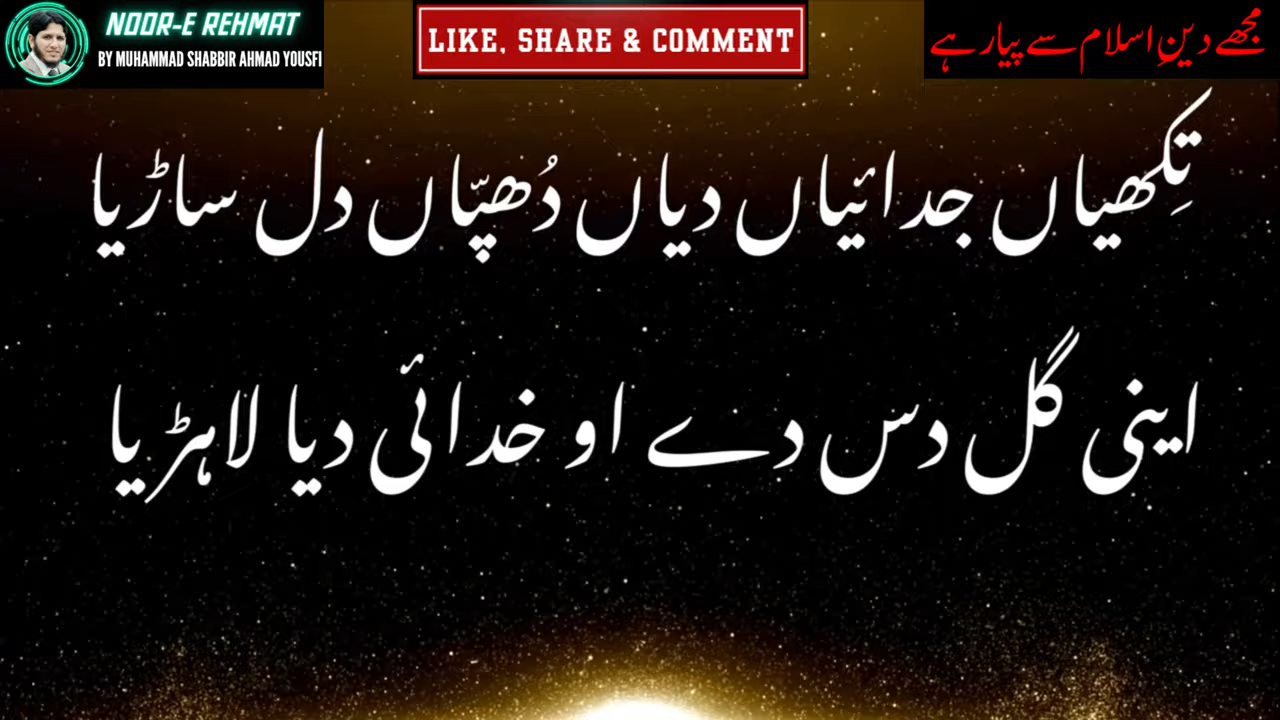 NOOR-E REHMAT
BY MUHAMMAD SHABBIR AHMAD YOUSFI
LIKE, SHARE & COMMENT
مجھے دینِ اسلام سے پیار ہے
تِکھیاں جدائیاں دیاں دُھپّاں دل ساڑیا
اینی گل دس دے او خدائی دیا لاہڑیا